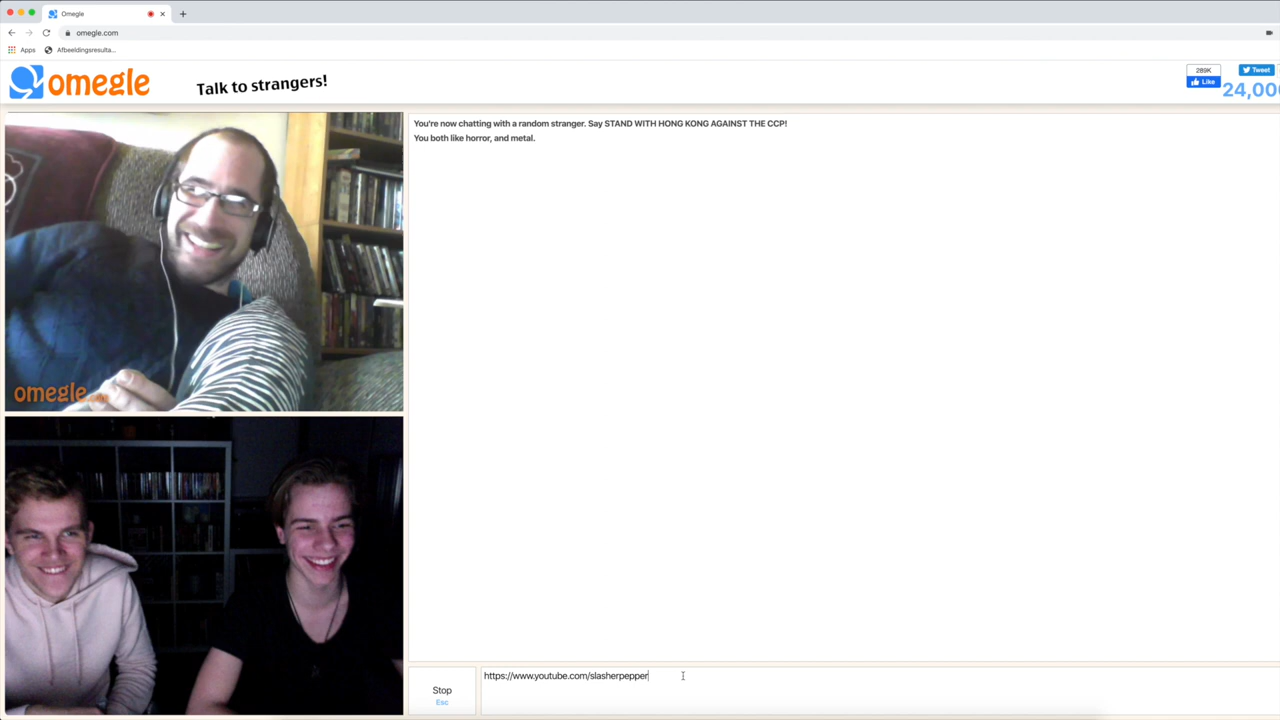 Omegle
omegle.com
Apps
Afbeeldingsresulta...
omegle
Talk to strangers!
289K
Like
Tweet
24,00
You're now chatting with a random stranger. Say STAND WITH HONG KONG AGAINST THE CCP!
You both like horror, and metal.
omegle.com
Stop
Esc
https://www.youtube.com/slasherpepper